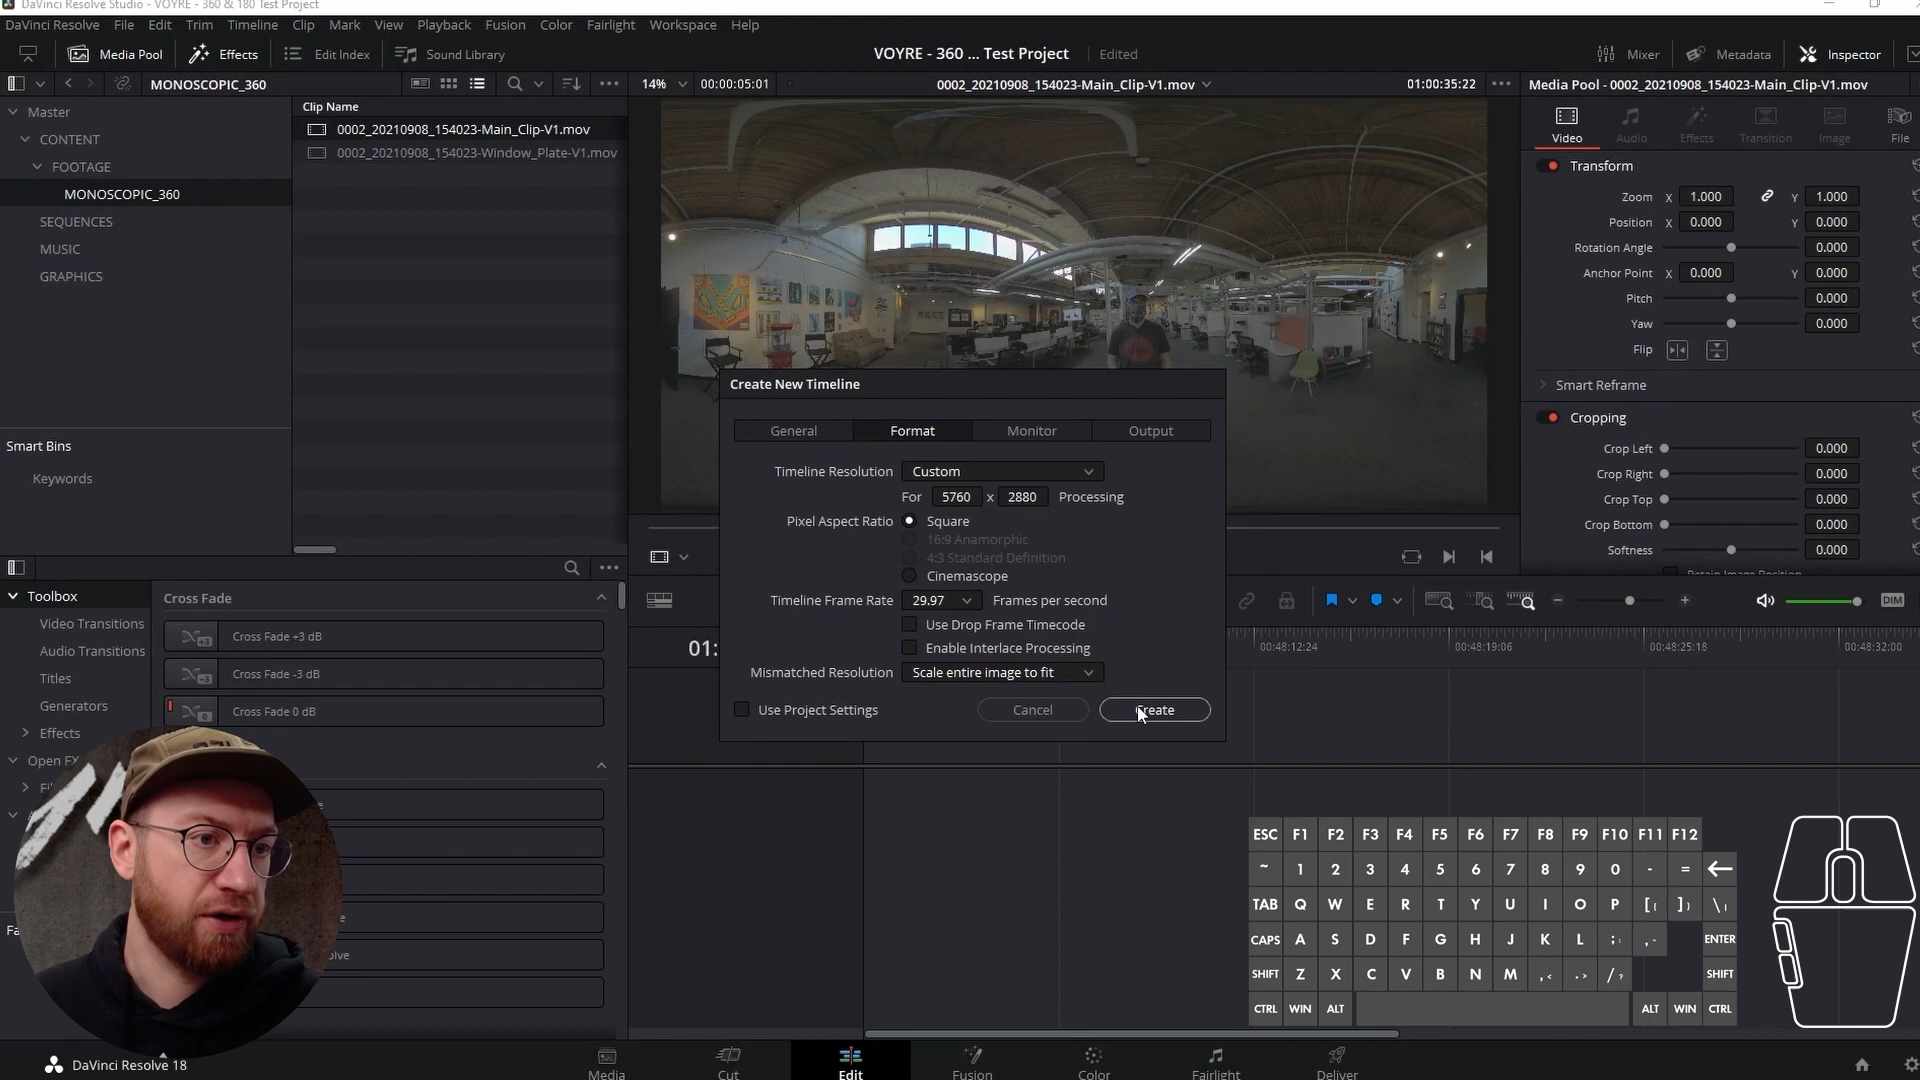 DaVinci Resolve Studio - VOYRE - 360 & 180 Test Project
DaVinci Resolve File Edit Trim Timeline Clip Mark View Playback Fusion Color Fairlight Workspace Help
Media Pool Effects Edit Index Sound Library VOYRE - 360 ... Test Project Edited Mixer Metadata Inspector
MONOSCOPIC_360 14% 00:00:05:01 0002_20210908_154023-Main_Clip-V1.mov 01:00:35:22 Media Pool - 0002_20210908_154023-Main_Clip-V1.mov
Master
CONTENT
FOOTAGE
MONOSCOPIC_360
SEQUENCES
MUSIC
GRAPHICS
Smart Bins
Keywords
Clip Name
0002_20210908_154023-Main_Clip-V1.mov
0002_20210908_154023-Window_Plate-V1.mov
Video Audio Effects Transition Image File
Transform
Zoom X 1.000 Y 1.000
Position X 0.000 Y 0.000
Rotation Angle 0.000
Anchor Point X 0.000 Y 0.000
Pitch 0.000
Yaw 0.000
Flip
Smart Reframe
Cropping
Crop Left 0.000
Crop Right 0.000
Crop Top 0.000
Crop Bottom 0.000
Softness 0.000
Retain Image Position
Create New Timeline
General Format Monitor Output
Timeline Resolution Custom
For 5760 x 2880 Processing
Pixel Aspect Ratio Square
16:9 Anamorphic
4:3 Standard Definition
Cinemascope
Timeline Frame Rate 29.97 Frames per second
Use Drop Frame Timecode
Enable Interlace Processing
Mismatched Resolution Scale entire image to fit
Use Project Settings Cancel Create
DIM
01:
00:48:12:24 00:48:19:06 00:48:25:18 00:48:32:00
Toolbox
Video Transitions
Audio Transitions
Titles
Generators
Effects
Open FX
Cross Fade
Cross Fade +3 dB
Cross Fade -3 dB
Cross Fade 0 dB
ESC F1 F2 F3 F4 F5 F6 F7 F8 F9 F10 F11 F12
~ 1 2 3 4 5 6 7 8 9 0 - = ←
TAB Q W E R T Y U I O P [{ ]} \|
CAPS A S D F G H J K L ;: ,. ENTER
SHIFT Z X C V B N M ,< .> /? SHIFT
CTRL WIN ALT ALT WIN CTRL
DaVinci Resolve 18
Media Cut Edit Fusion Color Fairlight Deliver